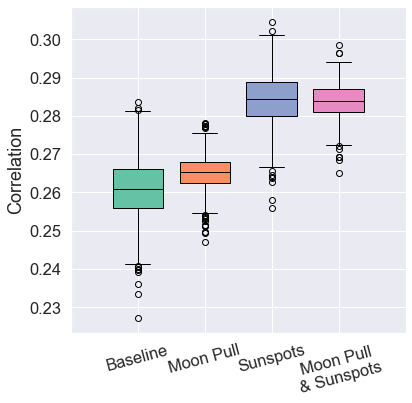 Correlation
0.30
0.29
0.28
0.27
0.26
0.25
0.24
0.23
Baseline
Moon Pull
Sunspots
Moon Pull
& Sunspots